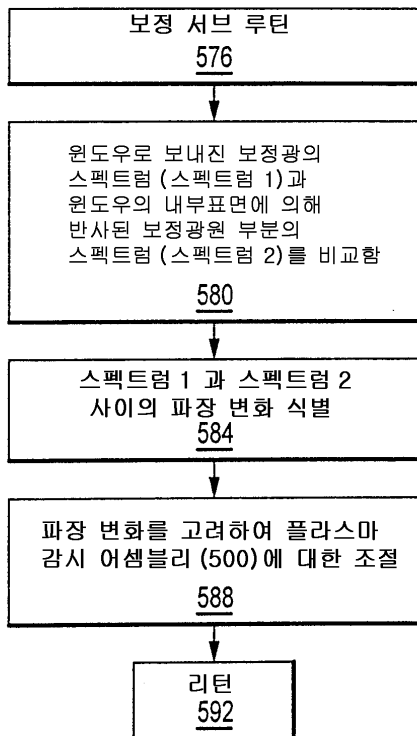 보정 서브 루틴
576
윈도우로 보내진 보정광의
스펙트럼 (스펙트럼 1)과
윈도우의 내부표면에 의해
반사된 보정광원 부분의
스펙트럼 (스펙트럼 2)를 비교함
580
스펙트럼 1 과 스펙트럼 2
사이의 파장 변화 식별
584
파장 변화를 고려하여 플라스마
감시 어셈블리 (500)에 대한 조절
588
리턴
592